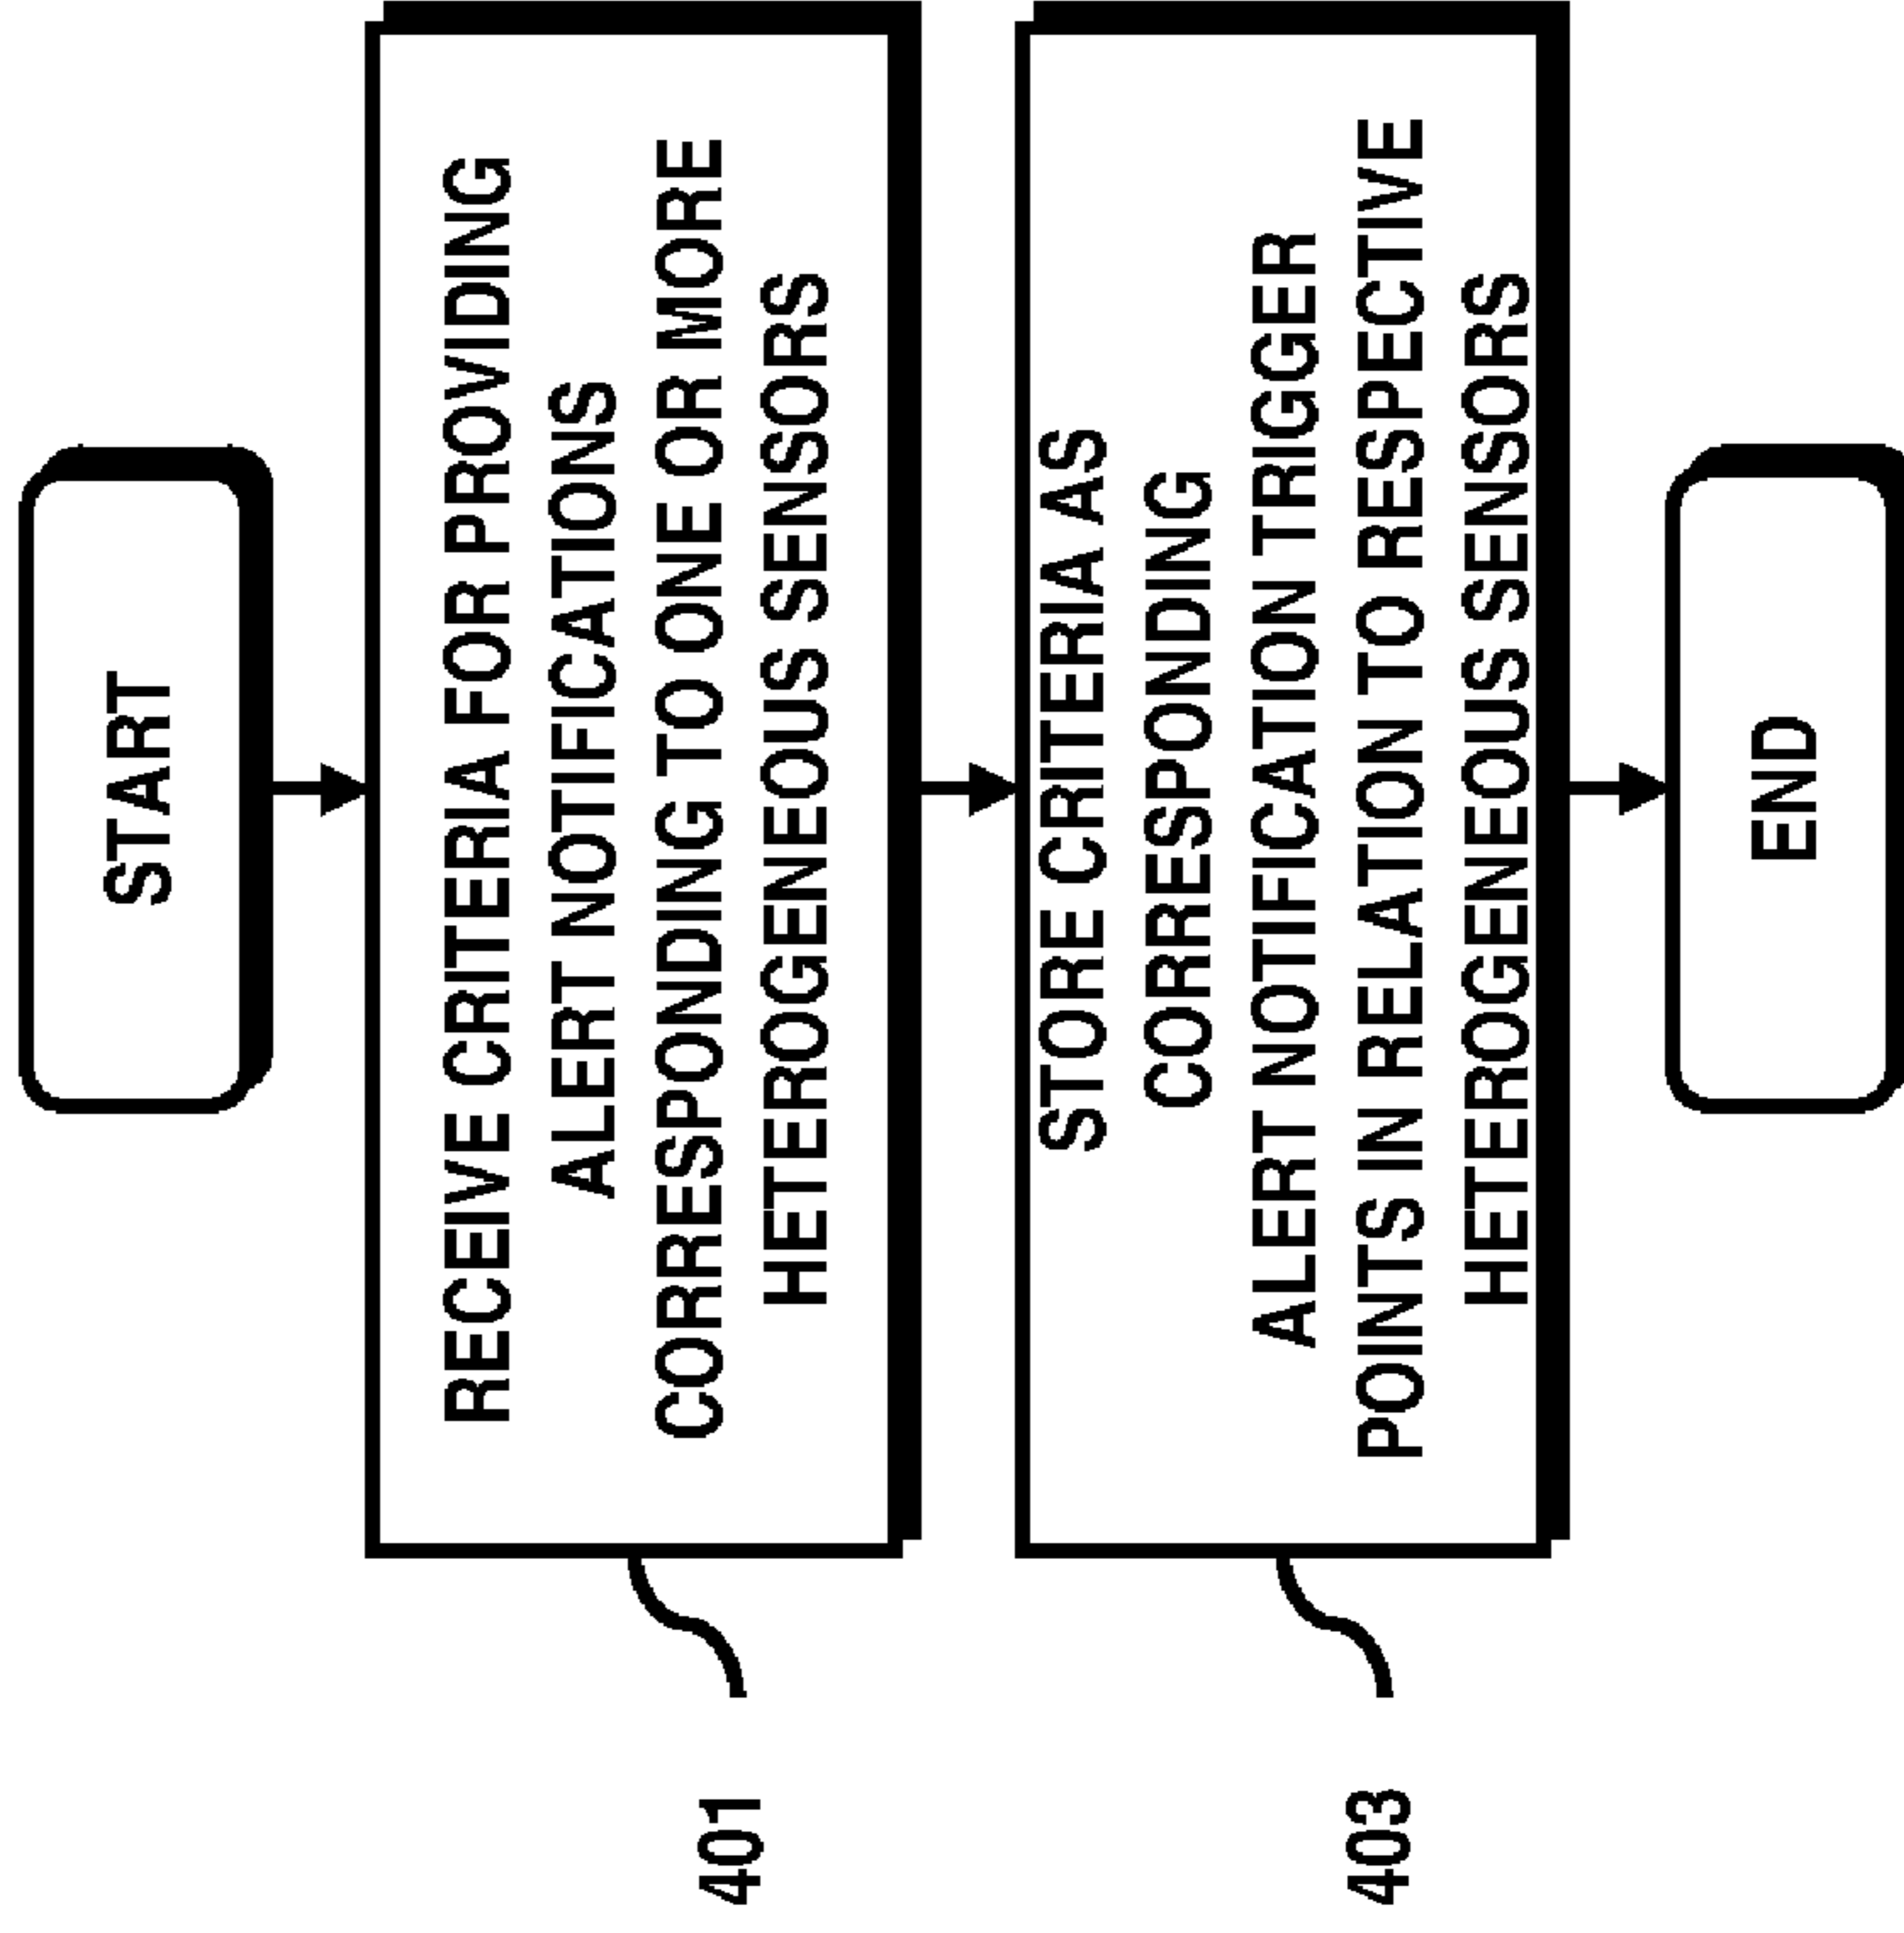 START
RECEIVE CRITERIA FOR PROVIDING
ALERT NOTIFICATIONS
CORRESPONDING TO ONE OR MORE
HETEROGENEOUS SENSORS
401
STORE CRITERIA AS
CORRESPONDING
ALERT NOTIFICATION TRIGGER
POINTS IN RELATION TO RESPECTIVE
HETEROGENEOUS SENSORS
403
END